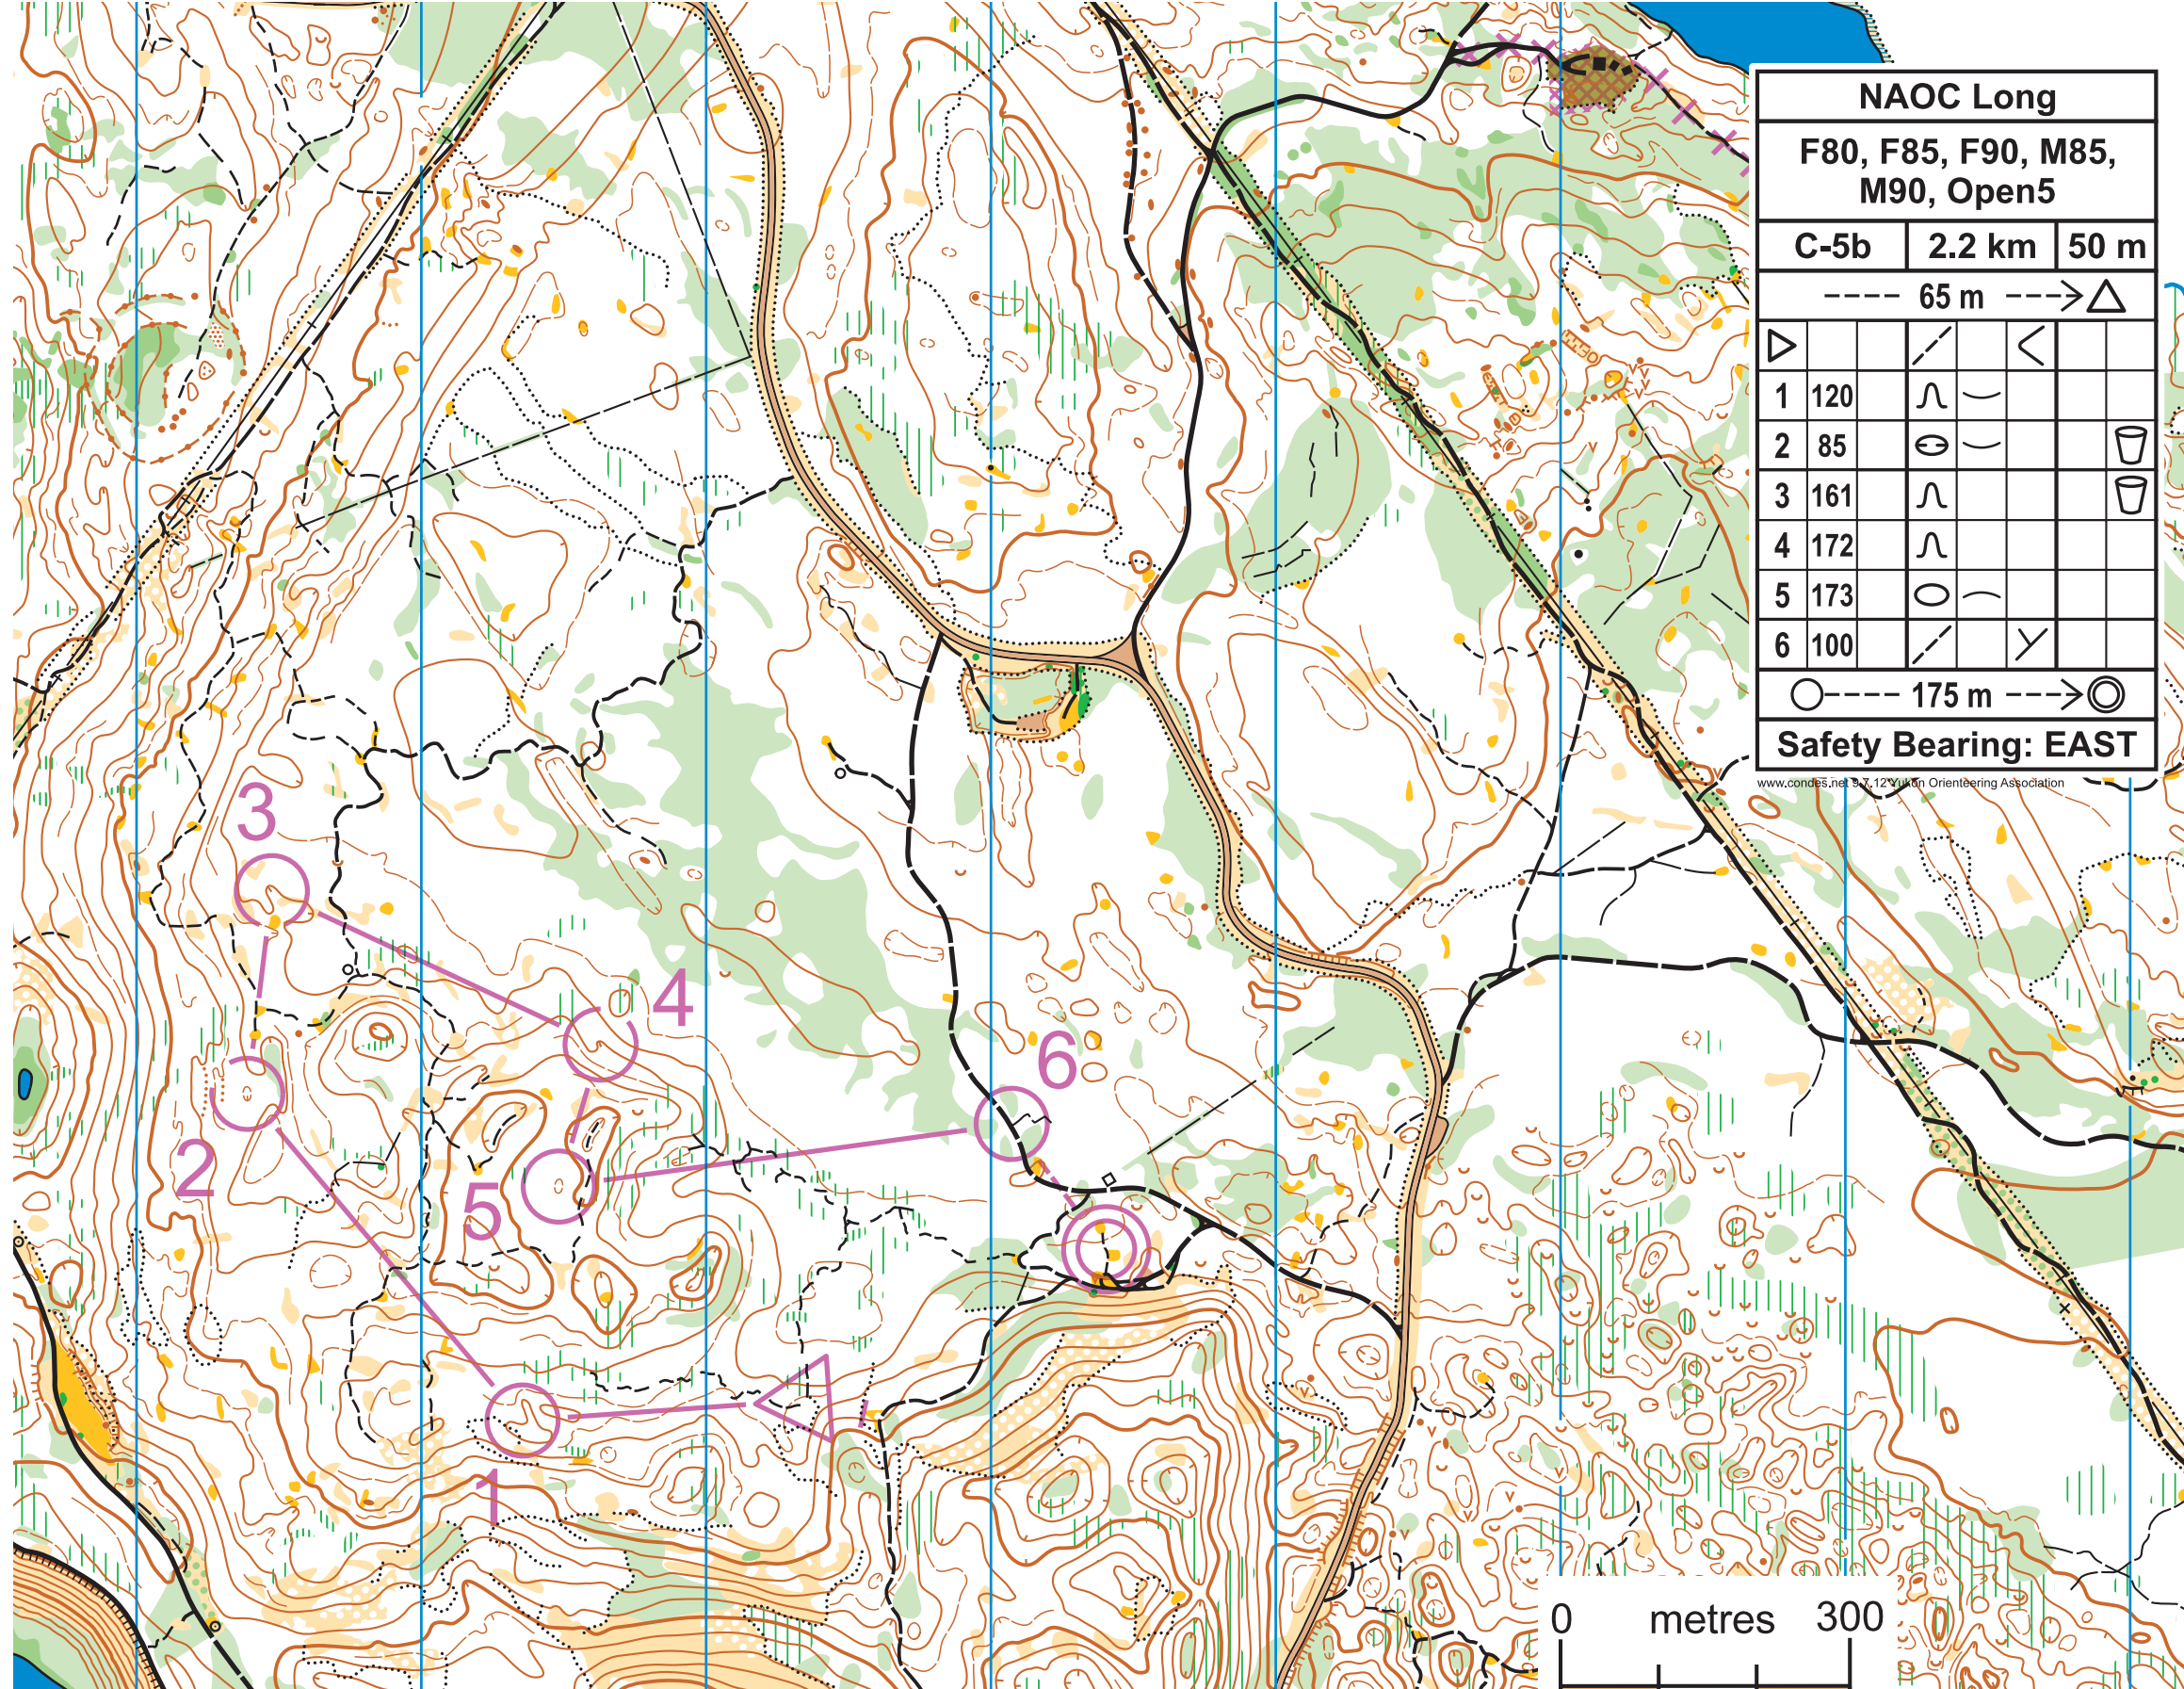 NAOC Long
F80, F85, F90, M85,
M90, Open5
C-5b 2.2 km 50 m
65 m
1 120
2 85
3 161
4 172
5 173
6 100
175 m
Safety Bearing: EAST
www.condes.net 9.7.12 Yukon Orienteering Association
3
4
6
2
5
1
0 metres 300